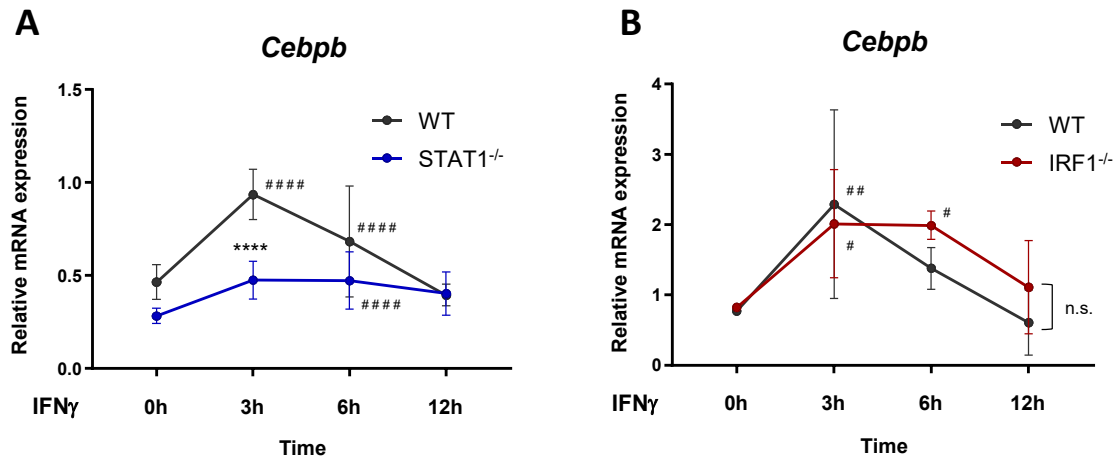 A
Cebpb
1.5
1.0
0.5
0.0
Relative mRNA expression
WT
STAT1-/-
####
####
****
####
IFNγ 0h 3h 6h 12h
Time
B
Cebpb
4
3
2
1
0
Relative mRNA expression
WT
IRF1-/-
##
#
#
n.s.
IFNγ 0h 3h 6h 12h
Time